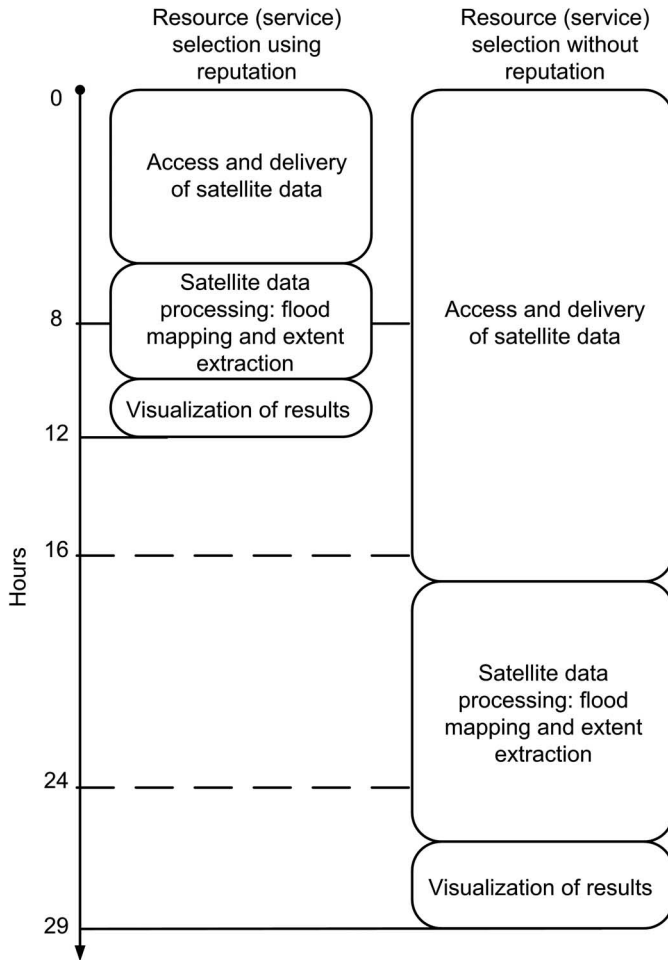 Resource (service)
selection using
reputation
Resource (service)
selection without
reputation
0
Access and delivery
of satellite data
Satellite data
processing: flood
mapping and extent
extraction
8
Access and delivery
of satellite data
Visualization of results
12
16
Hours
Satellite data
processing: flood
mapping and extent
extraction
24
Visualization of results
29